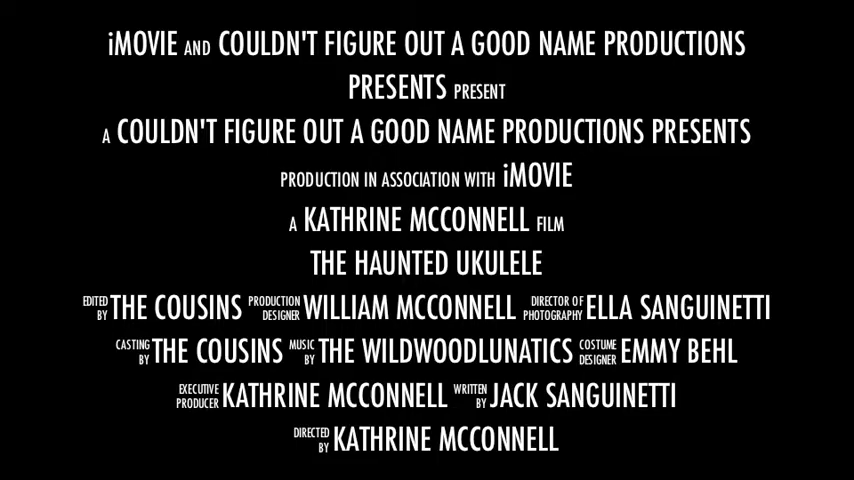 iMOVIE AND COULDN'T FIGURE OUT A GOOD NAME PRODUCTIONS
PRESENTS PRESENT
A COULDN'T FIGURE OUT A GOOD NAME PRODUCTIONS PRESENTS
PRODUCTION IN ASSOCIATION WITH iMOVIE
A KATHRINE MCCONNELL FILM
THE HAUNTED UKULELE
EDITED BY THE COUSINS PRODUCTION DESIGNER WILLIAM MCCONNELL DIRECTOR OF PHOTOGRAPHY ELLA SANGUINETTI
CASTING BY THE COUSINS MUSIC BY THE WILDWOODLUNATICS COSTUME DESIGNER EMMY BEHL
EXECUTIVE PRODUCER KATHRINE MCCONNELL WRITTEN BY JACK SANGUINETTI
DIRECTED BY KATHRINE MCCONNELL